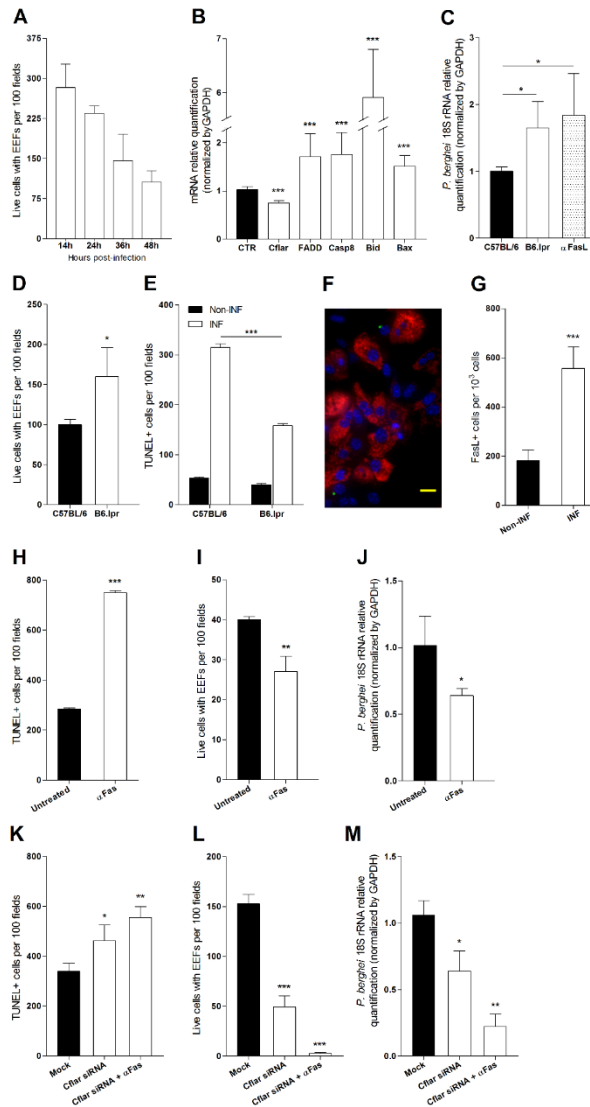 A
Live cells with EEFs per 100 fields
375
300
225
150
75
0
14h 24h 36h 48h
Hours post-infection
B
mRNA relative quantification
(normalized by GAPDH)
7
6
2
1
0
***
***
***
***
***
CTR Cflar FADD Casp8 Bid Bax
C
P. berghei 18S rRNA relative
quantification (normalized by GAPDH)
3
2
1
0
*
*
C57BL/6 B6.lpr αFasL
D
Live cells with EEFs per 100 fields
250
200
150
100
50
0
*
C57BL/6 B6.lpr
E
TUNEL+ cells per 100 fields
400
300
200
100
0
Non-INF
INF
***
C57BL/6 B6.lpr
F
G
FasL+ cells per 10³ cells
800
600
400
200
0
***
Non-INF INF
H
TUNEL+ cells per 100 fields
800
600
400
200
0
***
Untreated αFas
I
Live cells with EEFs per 100 fields
50
40
30
20
10
0
**
Untreated αFas
J
P. berghei 18S rRNA relative
quantification (normalized by GAPDH)
1.5
1.0
0.5
0.0
*
Untreated αFas
K
TUNEL+ cells per 100 fields
800
600
400
200
0
*
**
Mock Cflar siRNA Cflar siRNA + αFas
L
Live cells with EEFs per 100 fields
200
150
100
50
0
***
***
Mock Cflar siRNA Cflar siRNA + αFas
M
P. berghei 18S rRNA relative
quantification (normalized by GAPDH)
1.5
1.0
0.5
0.0
*
**
Mock Cflar siRNA Cflar siRNA + αFas